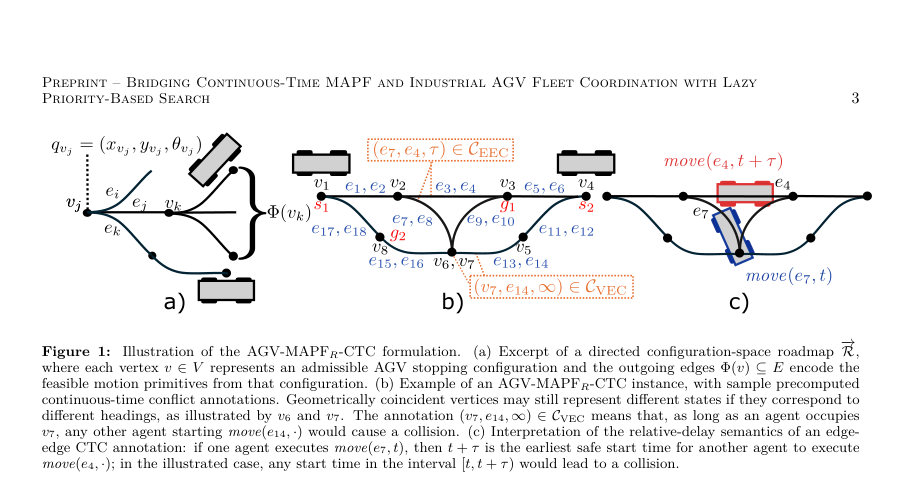 PREPRINT – BRIDGING CONTINUOUS-TIME MAPF AND INDUSTRIAL AGV FLEET COORDINATION WITH LAZY
PRIORITY-BASED SEARCH
3
q_{v_j} = (x_{v_j}, y_{v_j}, θ_{v_j})
e_i
v_j
e_j
v_k
e_k
Φ(v_k)
a)
(e_7, e_4, τ) ∈ C_EEC
v_1
e_1, e_2
v_2
e_3, e_4
v_3
e_5, e_6
v_4
s_1
g_1
s_2
e_17, e_18
e_7, e_8
e_9, e_10
e_11, e_12
g_2
v_8
v_6, v_7
v_5
e_15, e_16
e_13, e_14
(v_7, e_14, ∞) ∈ C_VEC
b)
move(e_4, t + τ)
e_4
e_7
move(e_7, t)
c)
Figure 1: Illustration of the AGV-MAPF_R-CTC formulation. (a) Excerpt of a directed configuration-space roadmap \overrightarrow{R},
where each vertex v ∈ V represents an admissible AGV stopping configuration and the outgoing edges Φ(v) ⊆ E encode the
feasible motion primitives from that configuration. (b) Example of an AGV-MAPF_R-CTC instance, with sample precomputed
continuous-time conflict annotations. Geometrically coincident vertices may still represent different states if they correspond to
different headings, as illustrated by v_6 and v_7. The annotation (v_7, e_14, ∞) ∈ C_VEC means that, as long as an agent occupies
v_7, any other agent starting move(e_14, ·) would cause a collision. (c) Interpretation of the relative-delay semantics of an edge-
edge CTC annotation: if one agent executes move(e_7, t), then t + τ is the earliest safe start time for another agent to execute
move(e_4, ·); in the illustrated case, any start time in the interval [t, t + τ) would lead to a collision.